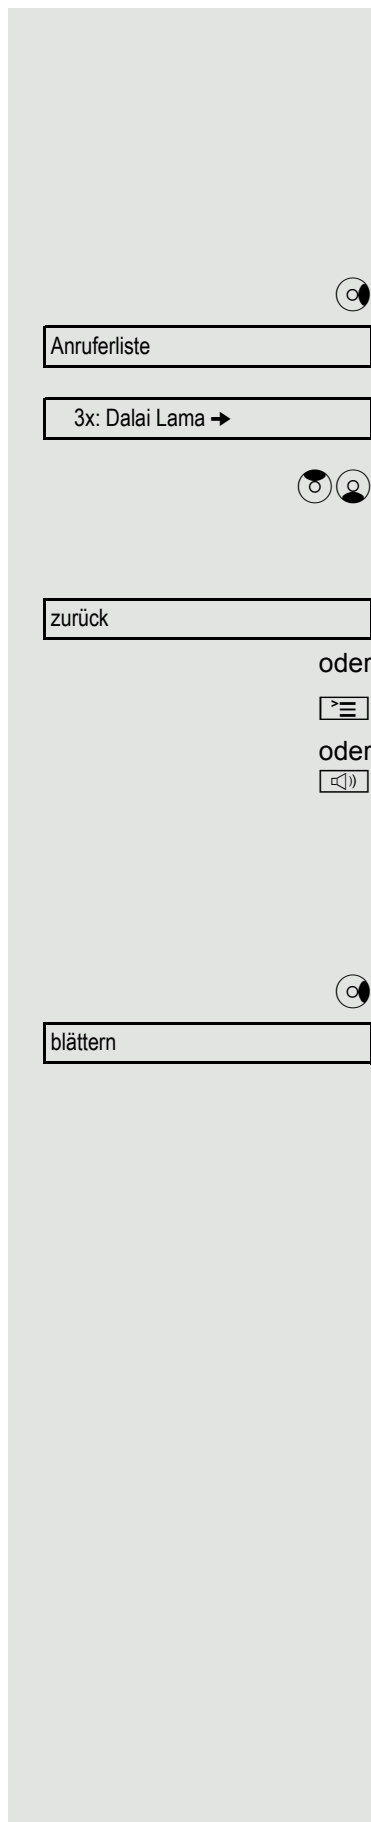 Anruferliste
3x: Dalai Lama →
zurück
oder
oder
blättern